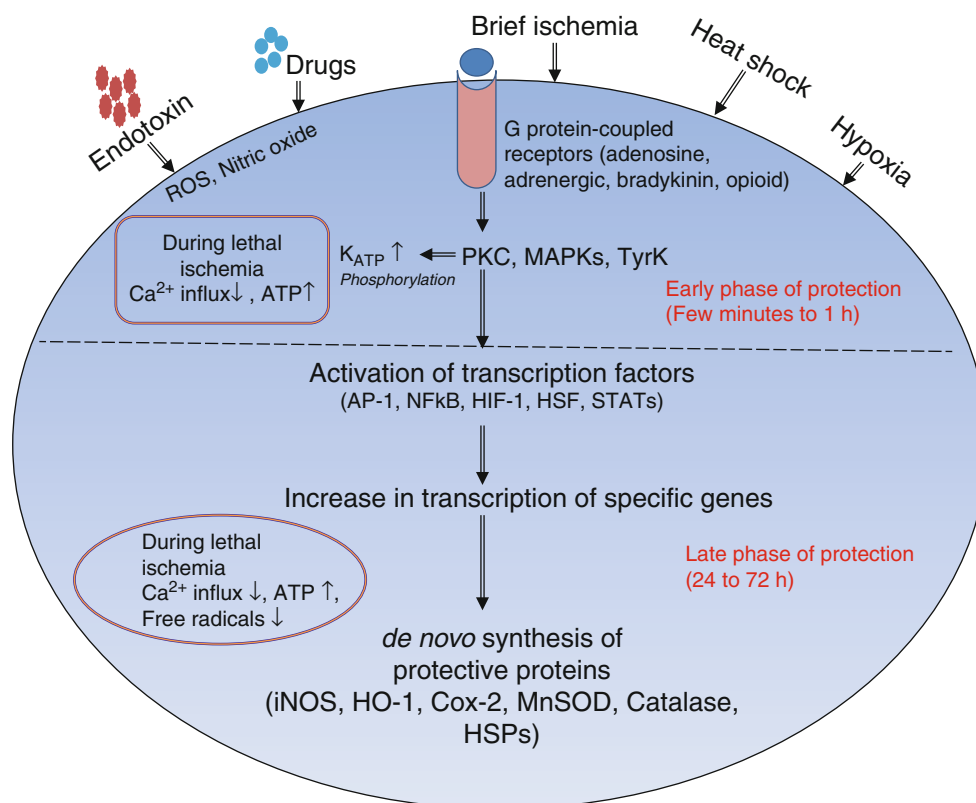 Brief ischemia
Drugs
Endotoxin
Heat shock
Hypoxia
ROS, Nitric oxide
G protein-coupled
receptors (adenosine,
adrenergic, bradykinin, opioid)
During lethal
ischemia
Ca²⁺ influx↓ , ATP↑
K_ATP ↑
Phosphorylation
PKC, MAPKs, TyrK
Early phase of protection
(Few minutes to 1 h)
Activation of transcription factors
(AP-1, NFkB, HIF-1, HSF, STATs)
Increase in transcription of specific genes
During lethal
ischemia
Ca²⁺ influx ↓, ATP ↑,
Free radicals ↓
Late phase of protection
(24 to 72 h)
de novo synthesis of
protective proteins
(iNOS, HO-1, Cox-2, MnSOD, Catalase,
HSPs)